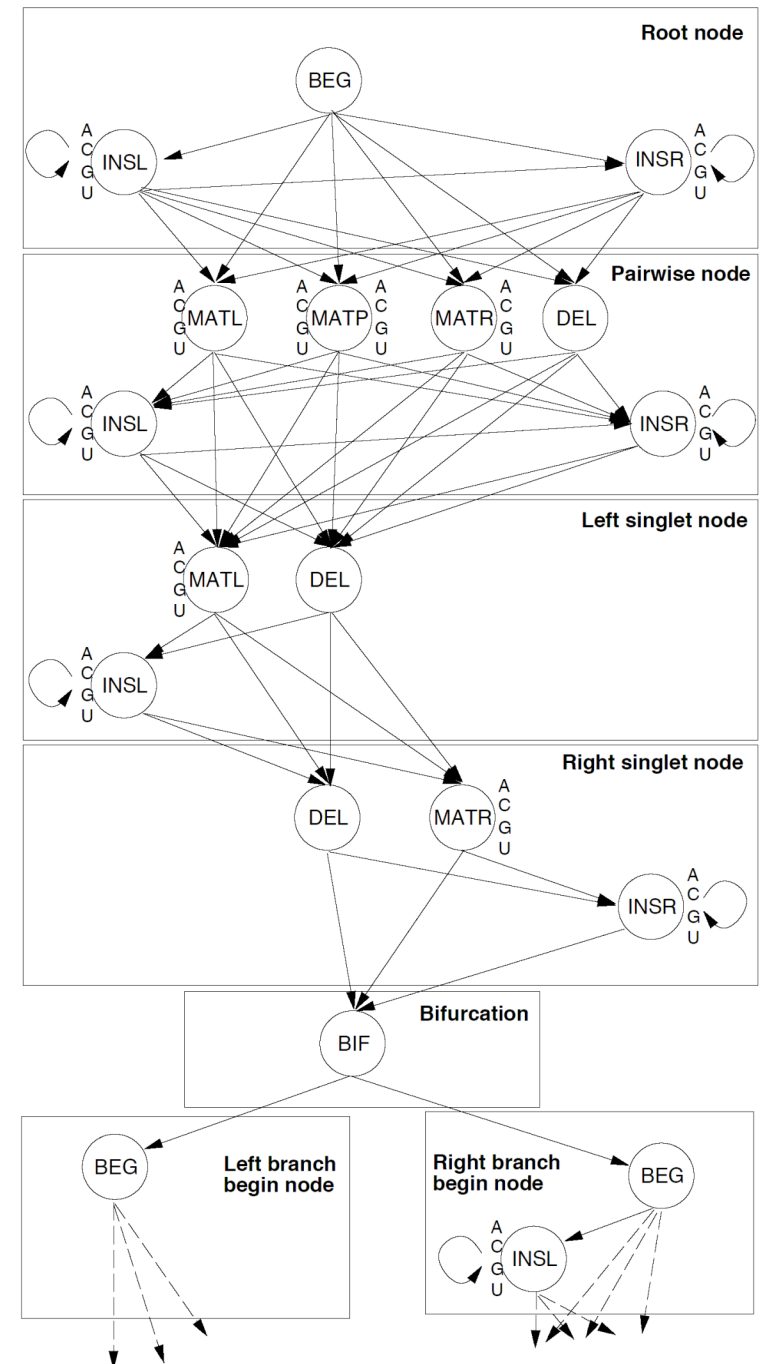 Root node
BEG
A
C
G
U
INSL
INSR
A
C
G
U
Pairwise node
A
C
G
U
MATL
A
C
G
U
MATP
A
C
G
U
MATR
A
C
G
U
DEL
A
C
G
U
INSL
INSR
A
C
G
U
Left singlet node
A
C
G
U
MATL
DEL
A
C
G
U
INSL
Right singlet node
DEL
MATR
A
C
G
U
INSR
A
C
G
U
Bifurcation
BIF
BEG
Left branch
begin node
Right branch
begin node
BEG
A
C
G
U
INSL